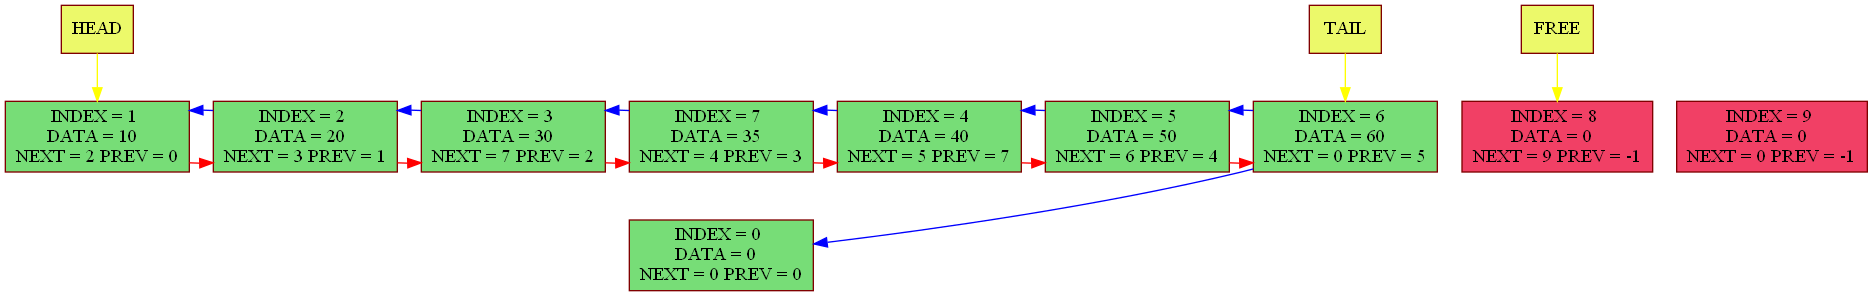 HEAD
TAIL
FREE
INDEX = 1
DATA = 10
NEXT = 2 PREV = 0
INDEX = 2
DATA = 20
NEXT = 3 PREV = 1
INDEX = 3
DATA = 30
NEXT = 7 PREV = 2
INDEX = 7
DATA = 35
NEXT = 4 PREV = 3
INDEX = 4
DATA = 40
NEXT = 5 PREV = 7
INDEX = 5
DATA = 50
NEXT = 6 PREV = 4
INDEX = 6
DATA = 60
NEXT = 0 PREV = 5
INDEX = 8
DATA = 0
NEXT = 9 PREV = -1
INDEX = 9
DATA = 0
NEXT = 0 PREV = -1
INDEX = 0
DATA = 0
NEXT = 0 PREV = 0